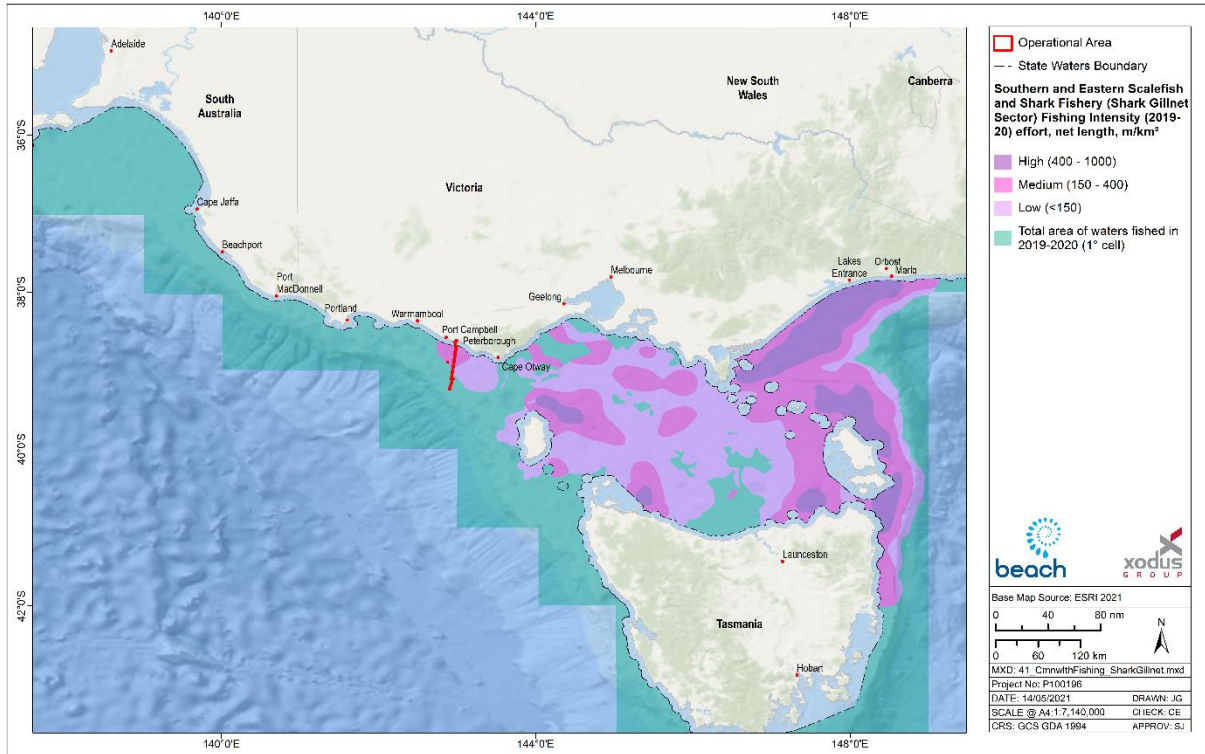 140°0'E 144°0'E 148°0'E
Adelaide
South
Australia
New South
Wales
Canberra
36°0'S
Victoria
Cape Jaffa
Beachport
Port
MacDonnell
Melbourne
Geelong
Lakes
Entrance
Orbost
Marlo
38°0'S
Portland
Warrnambool
Port Campbell
Peterborough
Cape Otway
40°0'S
Launceston
42°0'S
Tasmania
Hobart
140°0'E 144°0'E 148°0'E
Operational Area
State Waters Boundary
Southern and Eastern Scalefish
and Shark Fishery (Shark Gillnet
Sector) Fishing Intensity (2019-
20) effort, net length, m/km²
High (400 - 1000)
Medium (150 - 400)
Low (<150)
Total area of waters fished in
2019-2020 (1° cell)
beach
xodus
GROUP
Base Map Source: ESRI 2021
0 40 80 nm
N
0 60 120 km
MXD: 41_CmnwlthFishing_SharkGillnet.mxd
Project No: P100196
DATE: 14/05/2021 DRAWN: JG
SCALE @ A4:1:7,140,000 CHECK: CE
CRS: GCS GDA 1994 APPROV: SJ